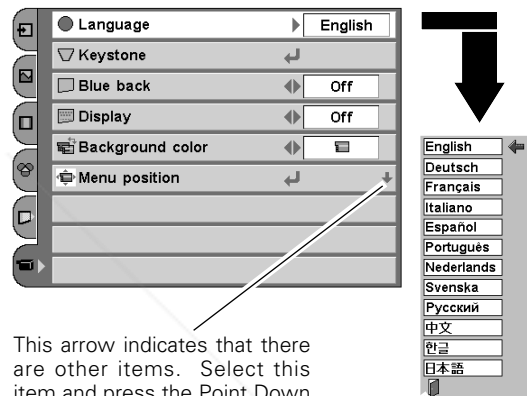 Language English
Keystone
Blue back Off
Display Off
Background color
Menu position
This arrow indicates that there
are other items. Select this
item and press the Point Down
English
Deutsch
Français
Italiano
Español
Português
Nederlands
Svenska
Русский
中文
한글
日本語